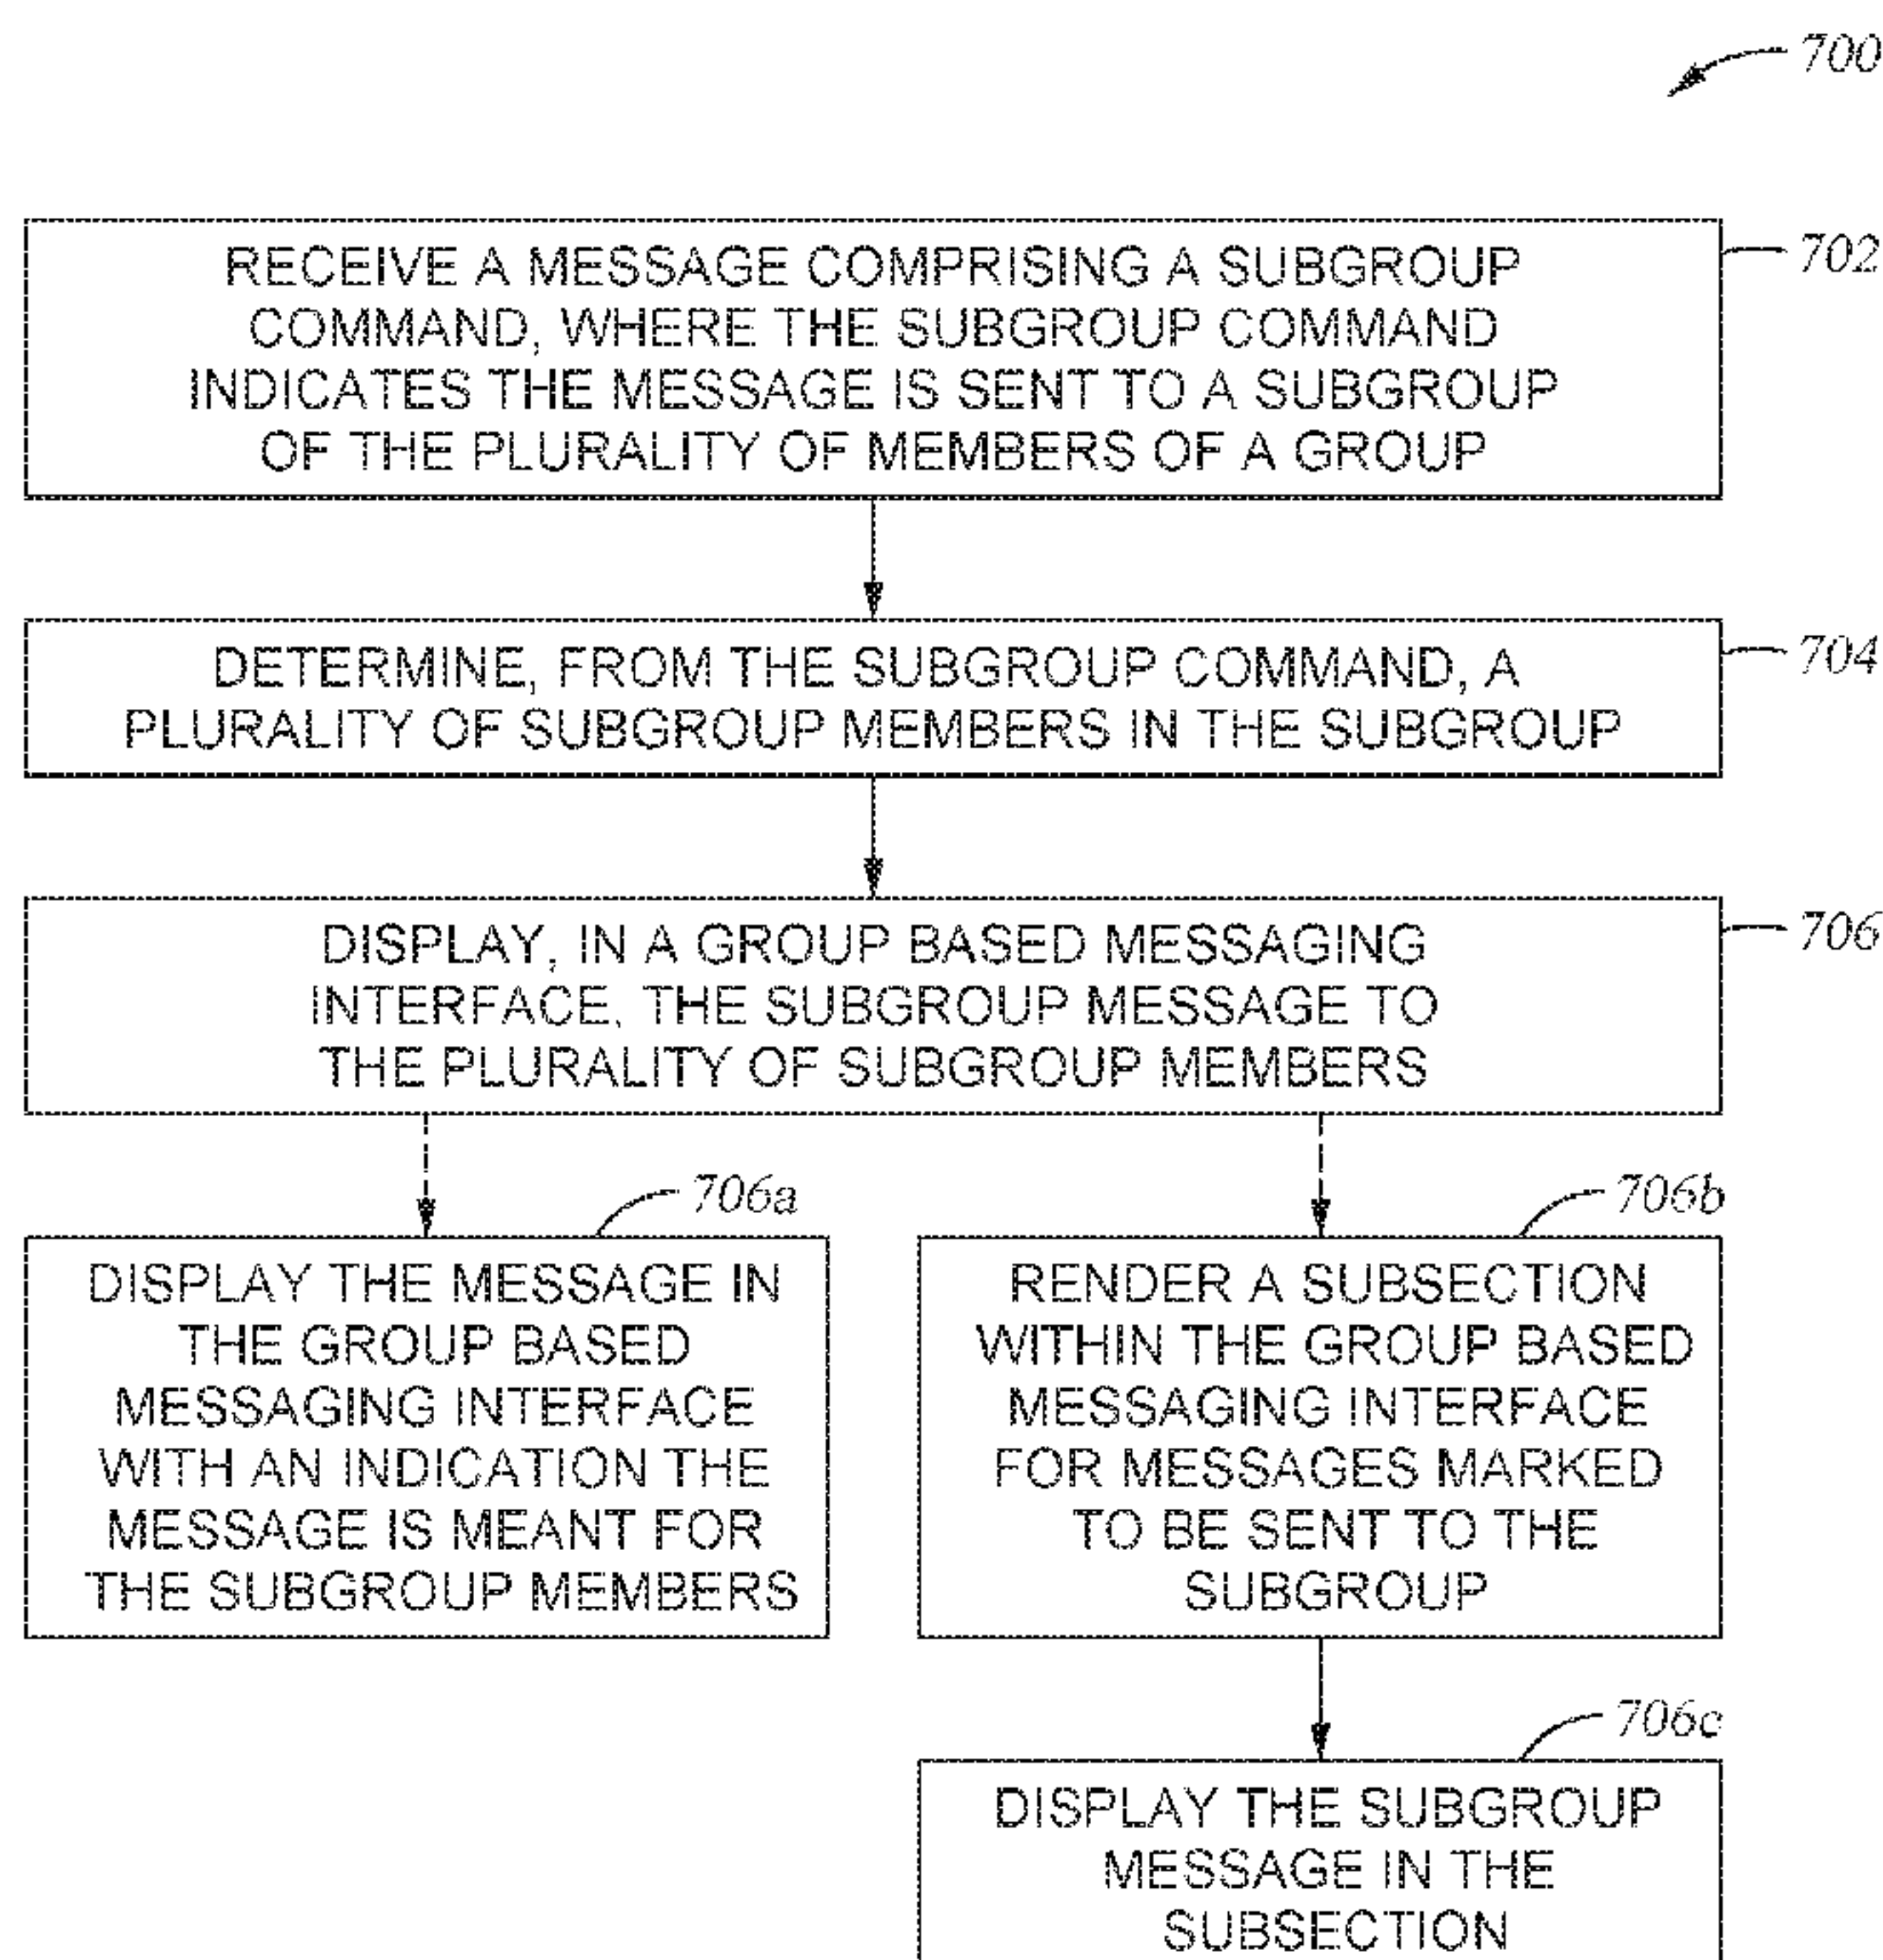 700
RECEIVE A MESSAGE COMPRISING A SUBGROUP
COMMAND, WHERE THE SUBGROUP COMMAND
INDICATES THE MESSAGE IS SENT TO A SUBGROUP
OF THE PLURALITY OF MEMBERS OF A GROUP
702
DETERMINE, FROM THE SUBGROUP COMMAND, A
PLURALITY OF SUBGROUP MEMBERS IN THE SUBGROUP
704
DISPLAY, IN A GROUP BASED MESSAGING
INTERFACE, THE SUBGROUP MESSAGE TO
THE PLURALITY OF SUBGROUP MEMBERS
706
706a
DISPLAY THE MESSAGE IN
THE GROUP BASED
MESSAGING INTERFACE
WITH AN INDICATION THE
MESSAGE IS MEANT FOR
THE SUBGROUP MEMBERS
706b
RENDER A SUBSECTION
WITHIN THE GROUP BASED
MESSAGING INTERFACE
FOR MESSAGES MARKED
TO BE SENT TO THE
SUBGROUP
706c
DISPLAY THE SUBGROUP
MESSAGE IN THE
SUBSECTION